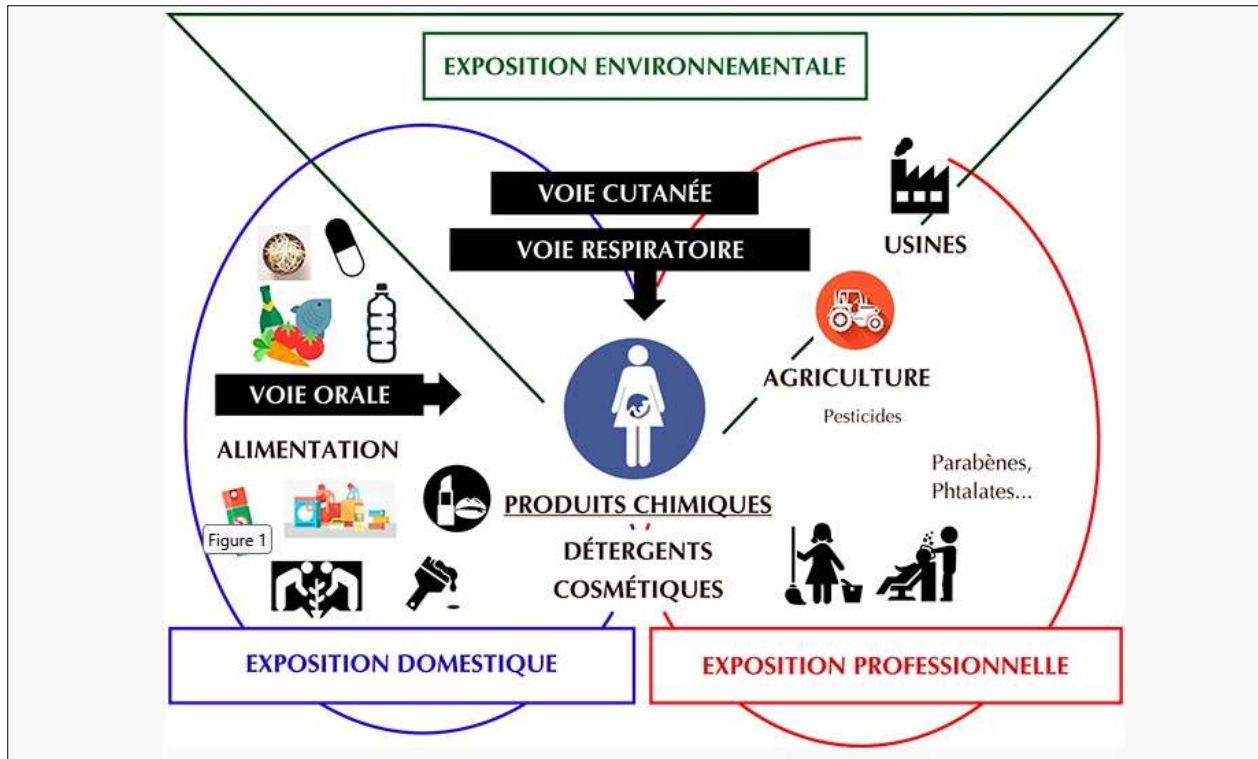 EXPOSITION ENVIRONNEMENTALE
VOIE CUTANÉE
VOIE RESPIRATOIRE
USINES
VOIE ORALE
AGRICULTURE
Pesticides
ALIMENTATION
Parabènes,
Phtalates...
PRODUITS CHIMIQUES
Figure 1
DÉTERGENTS
COSMÉTIQUES
EXPOSITION DOMESTIQUE
EXPOSITION PROFESSIONNELLE